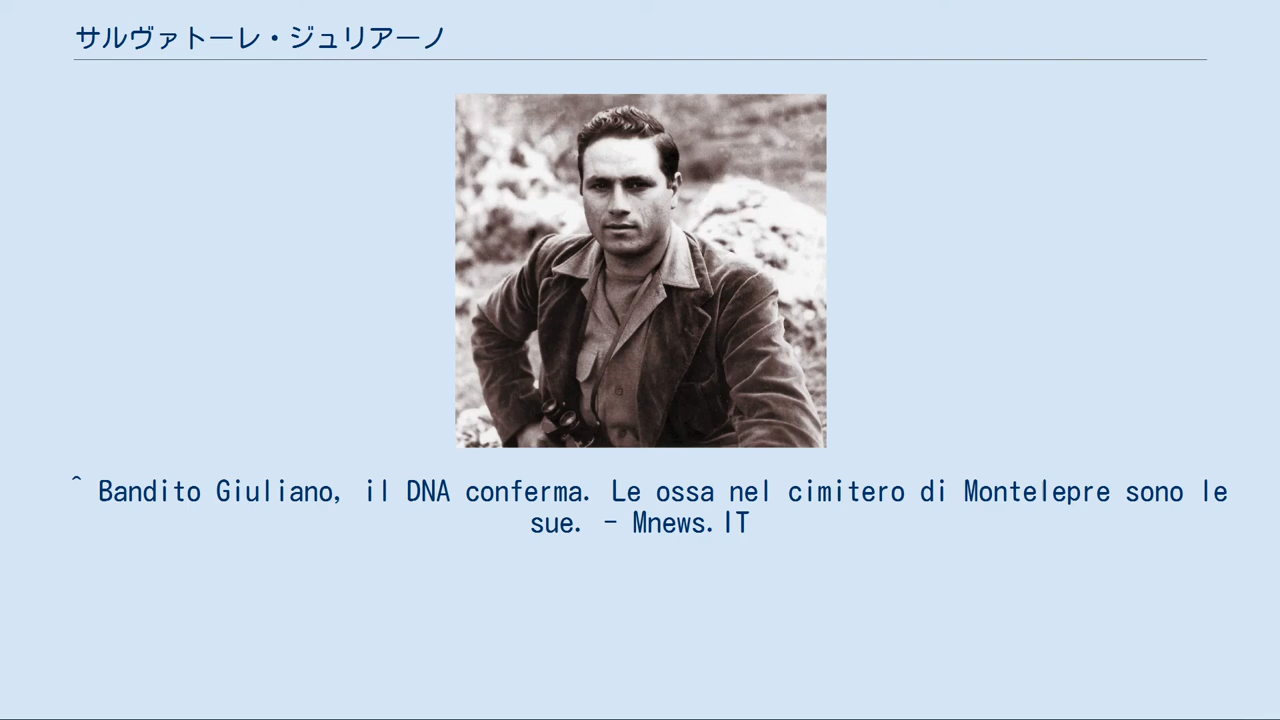 サルヴァトーレ・ジュリアーノ
^ Bandito Giuliano, il DNA conferma. Le ossa nel cimitero di Montelepre sono le
sue. - Mnews.IT